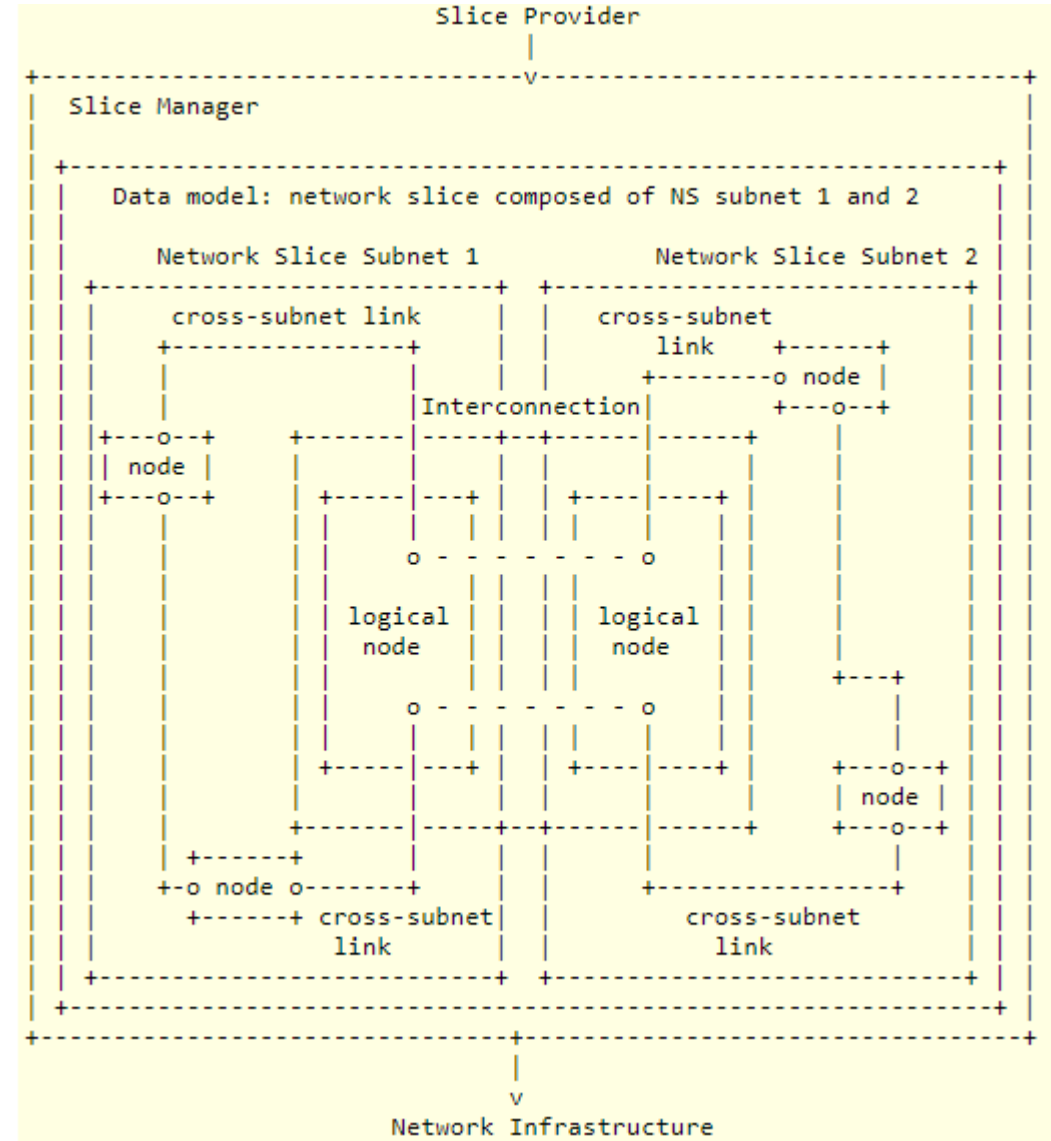 Slice Provider
Slice Manager
Data model: network slice composed of NS subnet 1 and 2
Network Slice Subnet 1 Network Slice Subnet 2
cross-subnet link cross-subnet
link
node
Interconnection
node
logical logical
node node
node
node
cross-subnet cross-subnet
link link
Network Infrastructure